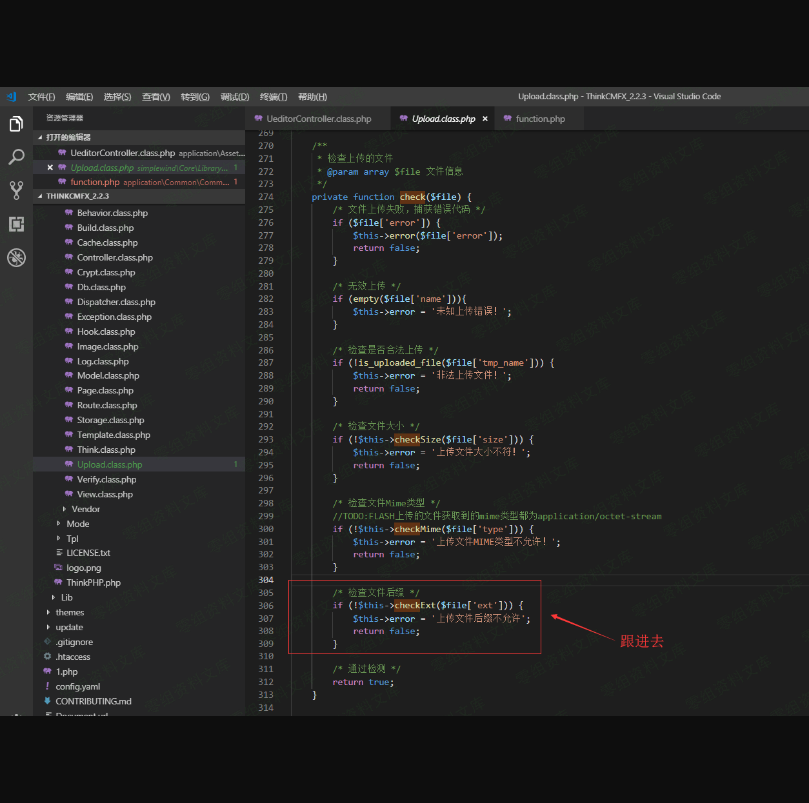 文件(F) 编辑(E) 选择(S) 查看(V) 转到(G) 调试(D) 终端(T) 帮助(H) Upload.class.php - ThinkCMFX_2.2.3 - Visual Studio Code
资源管理器
打开的编辑器
UeditorController.class.php application\Asset...
Upload.class.php simplewind\Core\Library\... 1
function.php application\Common\Comm... 1
THINKCMFX_2.2.3
Behavior.class.php
Build.class.php
Cache.class.php
Controller.class.php
Crypt.class.php
Db.class.php
Dispatcher.class.php
Exception.class.php
Hook.class.php
Image.class.php
Log.class.php
Model.class.php
Page.class.php
Route.class.php
Storage.class.php
Template.class.php
Think.class.php
Upload.class.php 1
Verify.class.php
View.class.php
Vendor
Mode
Tpl
LICENSE.txt
logo.png
ThinkPHP.php
Lib
themes
update
.gitignore
.htaccess
1.php
config.yaml
CONTRIBUTING.md
UeditorController.class.php Upload.class.php × function.php
269
270 /**
271 * 检查上传的文件
272 * @param array $file 文件信息
273 */
274 private function check($file) {
275 /* 文件上传失败，捕获错误代码 */
276 if ($file['error']) {
277 $this->error($file['error']);
278 return false;
279 }
280
281 /* 无效上传 */
282 if (empty($file['name'])){
283 $this->error = '未知上传错误！';
284 }
285
286 /* 检查是否合法上传 */
287 if (!is_uploaded_file($file['tmp_name'])) {
288 $this->error = '非法上传文件！';
289 return false;
290 }
291
292 /* 检查文件大小 */
293 if (!$this->checkSize($file['size'])) {
294 $this->error = '上传文件大小不符！';
295 return false;
296 }
297
298 /* 检查文件Mime类型 */
299 //TODO:FLASH上传的文件获取到的mime类型都为application/octet-stream
300 if (!$this->checkMime($file['type'])) {
301 $this->error = '上传文件MIME类型不允许！';
302 return false;
303 }
304
305 /* 检查文件后缀 */
306 if (!$this->checkExt($file['ext'])) {
307 $this->error = '上传文件后缀不允许';
308 return false;
309 }
310
311 /* 通过检测 */
312 return true;
313 }
314
跟进去